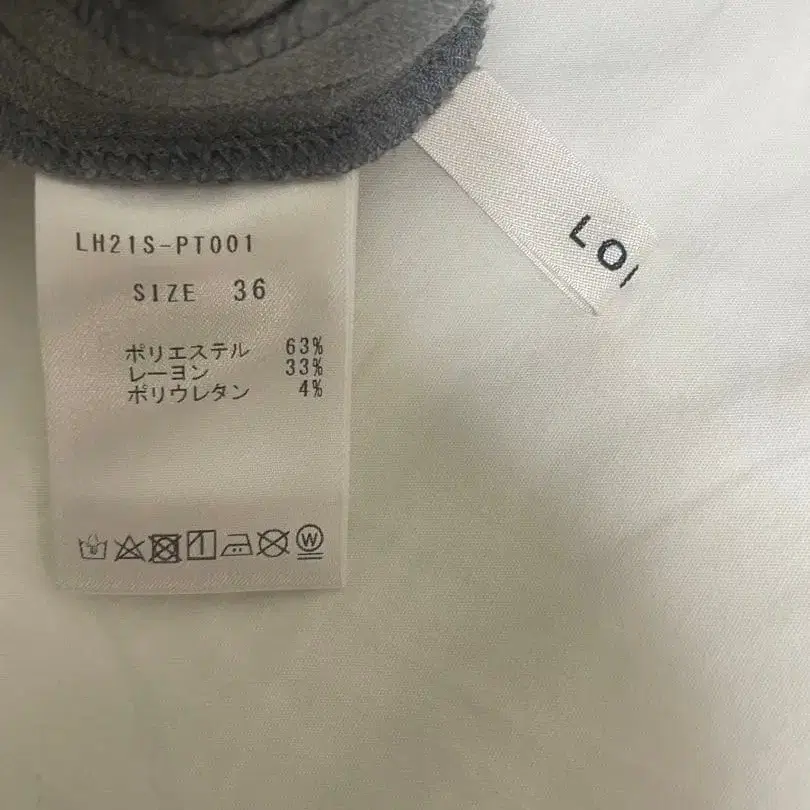 LH21S-PT001
SIZE 36
ポリエステル 63%
レーヨン 33%
ポリウレタン 4%
W